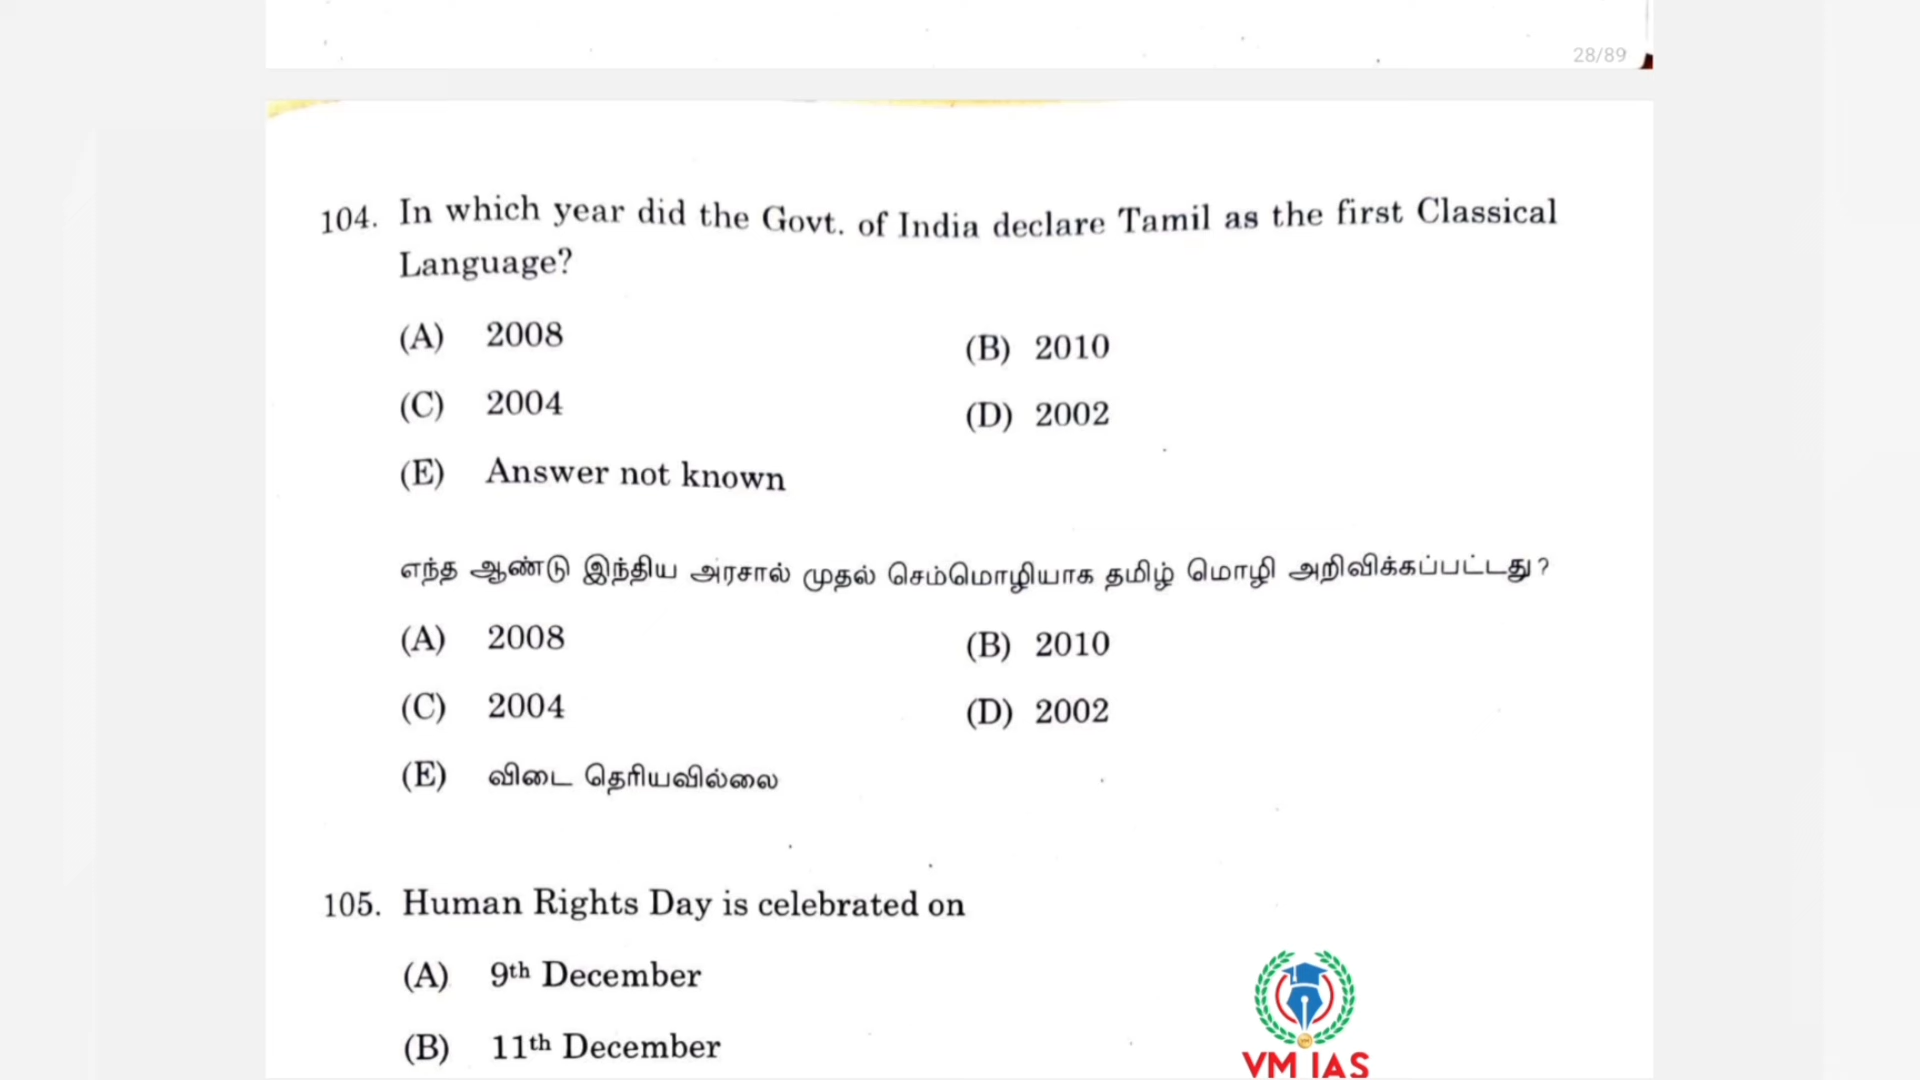 28/89
104. In which year did the Govt. of India declare Tamil as the first Classical
Language?
(A) 2008
(B) 2010
(C) 2004
(D) 2002
(E) Answer not known
எந்த ஆண்டு இந்திய அரசால் முதல் செம்மொழியாக தமிழ் மொழி அறிவிக்கப்பட்டது?
(A) 2008
(B) 2010
(C) 2004
(D) 2002
(E) விடை தெரியவில்லை
105. Human Rights Day is celebrated on
(A) 9th December
(B) 11th December
VM IAS